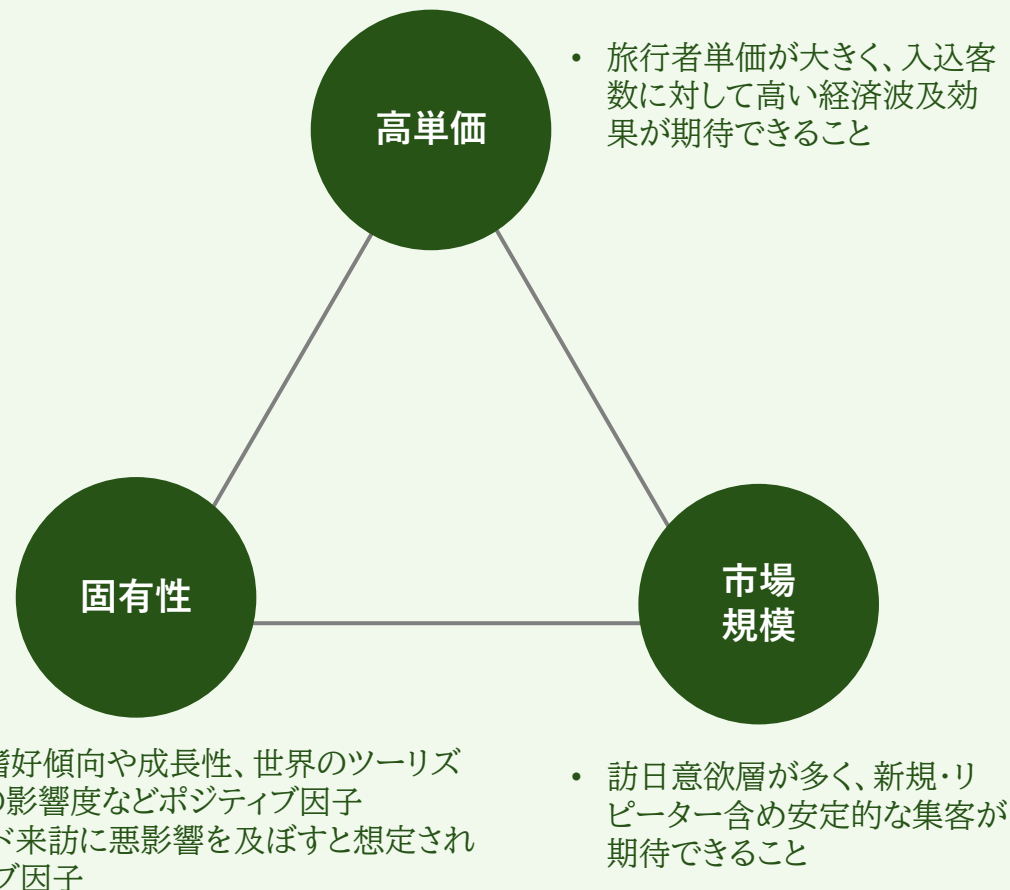 高単価
• 旅行者単価が大きく、入込客
数に対して高い経済波及効
果が期待できること
固有性
市場
規模
嗜好傾向や成長性、世界のツーリズ
の影響度などポジティブ因子
ド来訪に悪影響を及ぼすと想定され
ブ因子
• 訪日意欲層が多く、新規・リ
ピーター含め安定的な集客が
期待できること